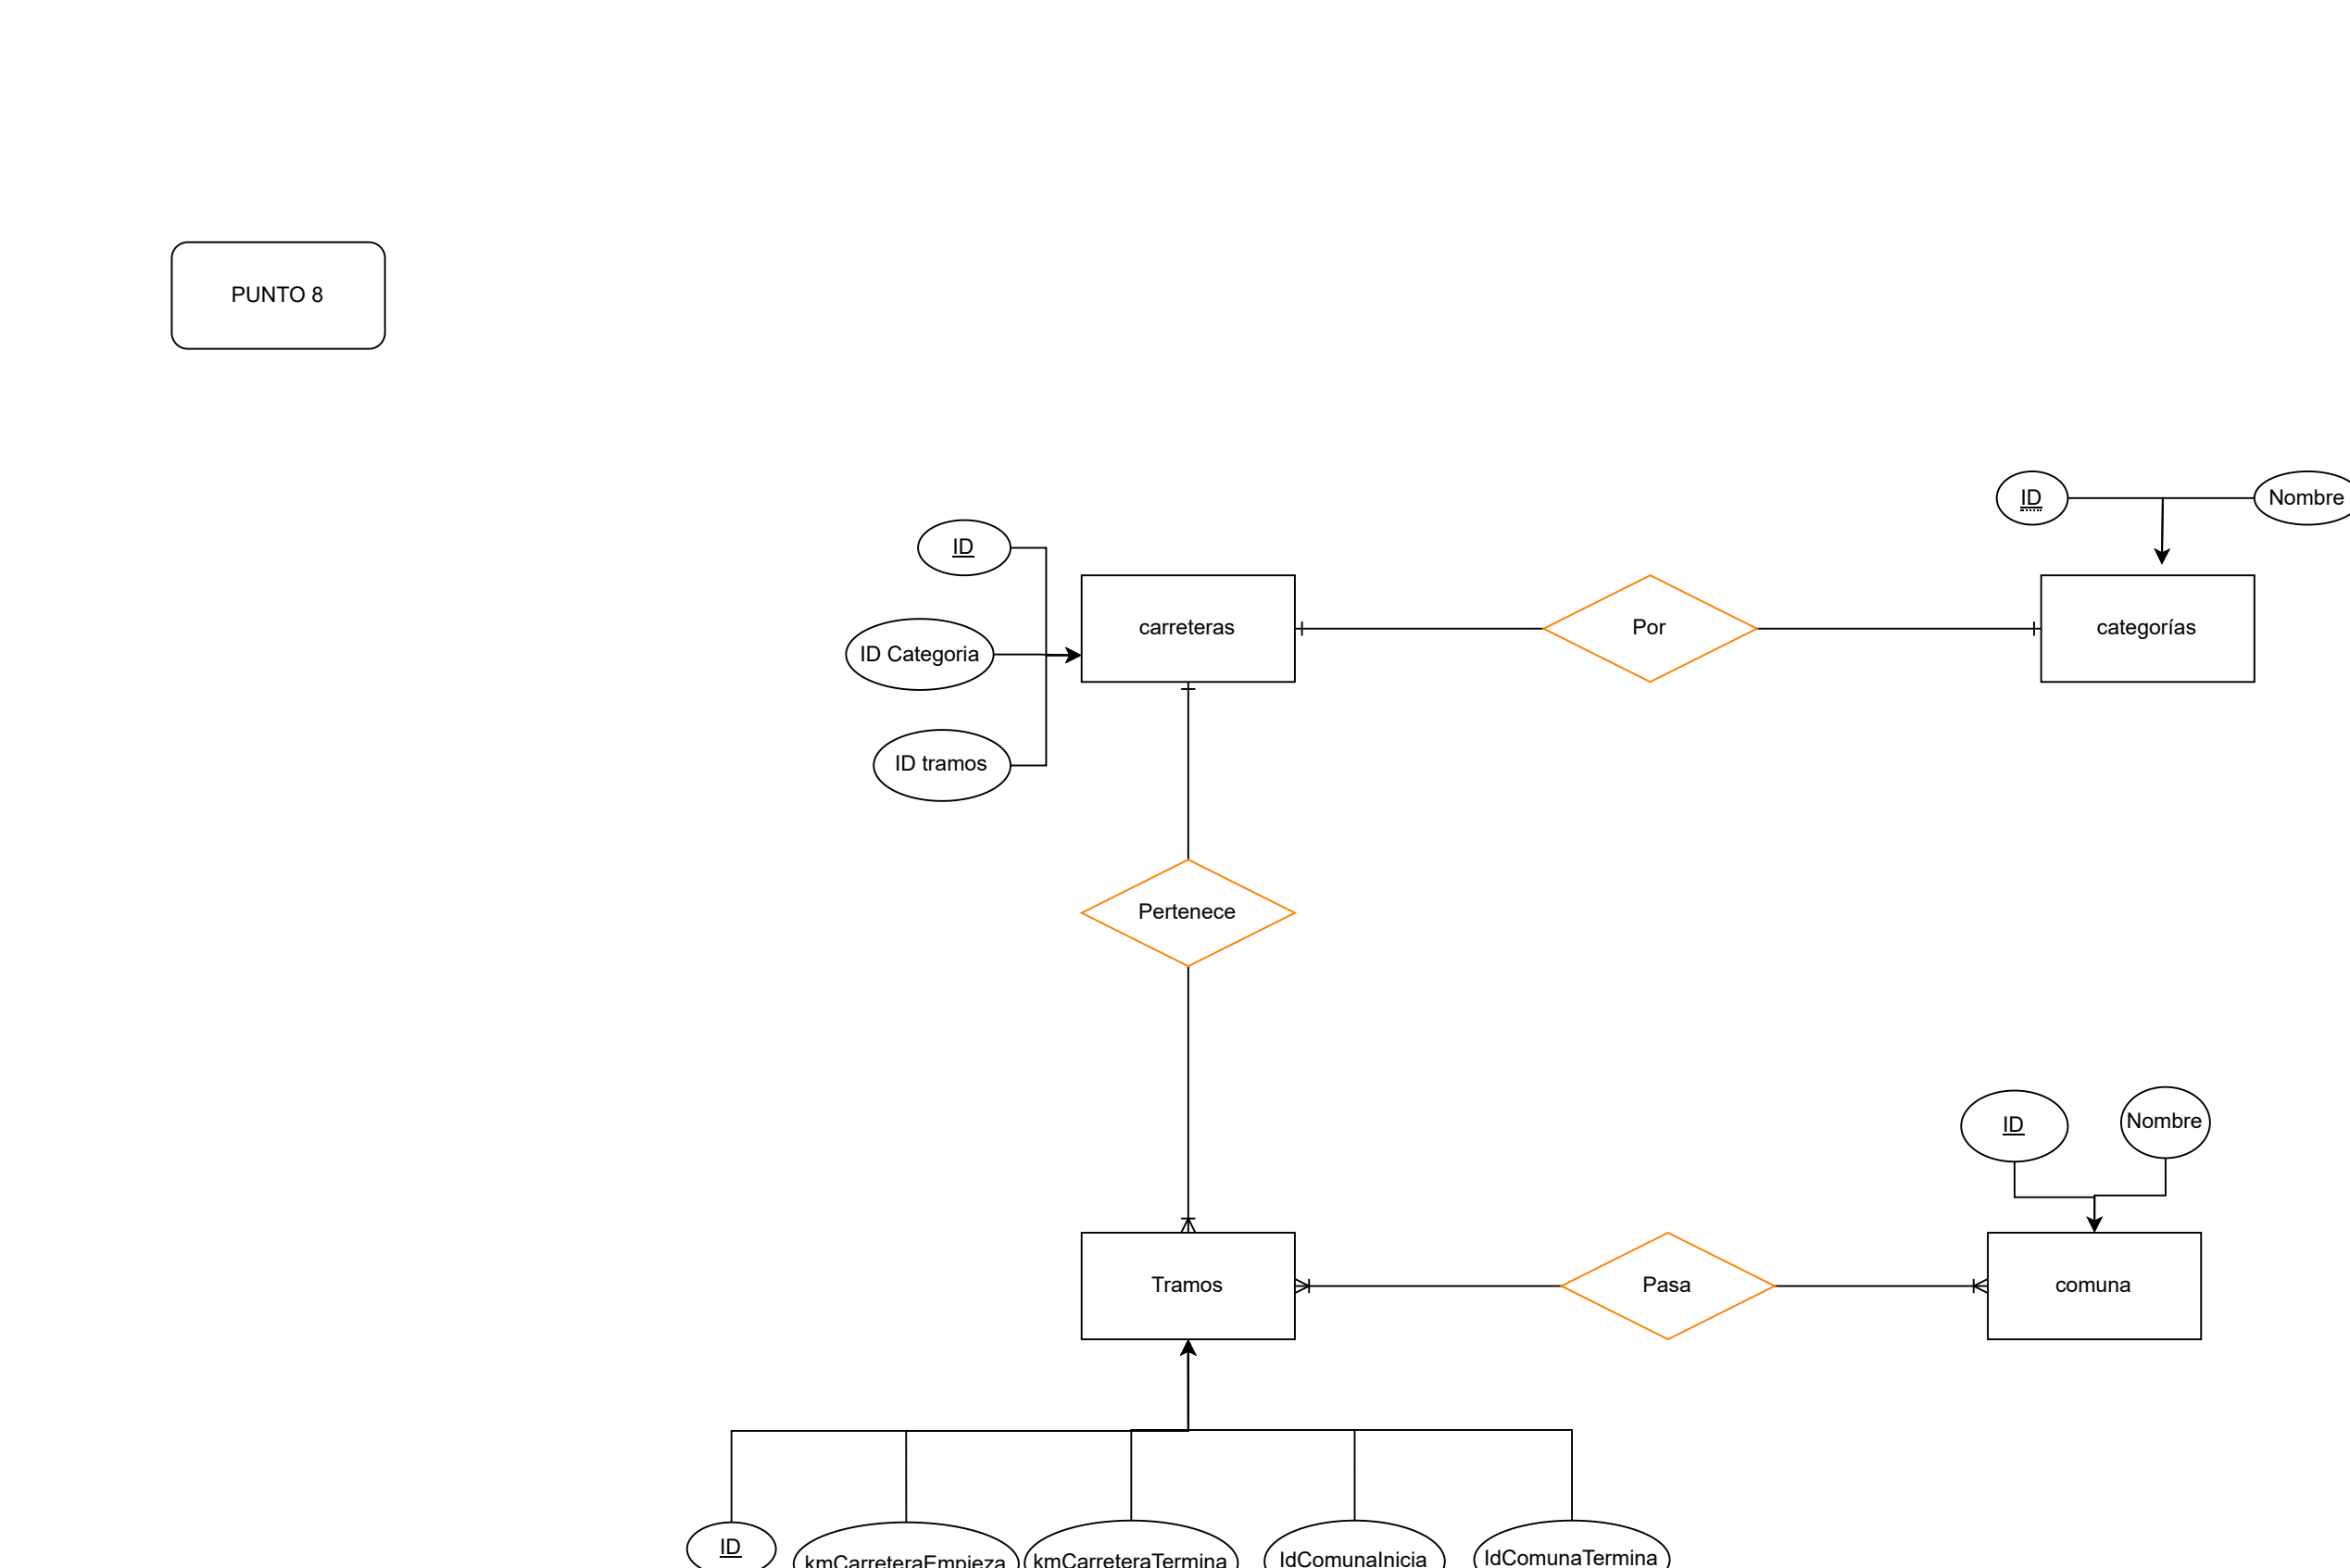 PUNTO 8
ID
Nombre
ID
carreteras
Por
categorías
ID Categoria
ID tramos
Pertenece
ID
Nombre
Tramos
Pasa
comuna
ID
kmCarreteraEmpieza
kmCarreteraTermina
IdComunaInicia
IdComunaTermina